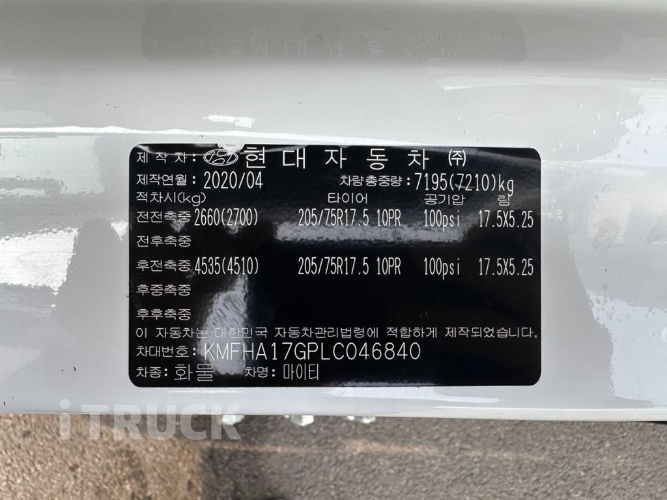 제작차: 현대자동차 ㈜
제작연월: 2020/04 차량총중량: 7195(7210)kg
적차시(kg) 타이어 공기압 림
전전축중 2660(2700) 205/75R17.5 10PR 100psi 17.5X5.25
전후축중
후전축중 4535(4510) 205/75R17.5 10PR 100psi 17.5X5.25
후중축중
후후축중
이 자동차는 대한민국 자동차관리법령에 적합하게 제작되었습니다.
차대번호: KMFHA17GPLC046840
차종: 화물 차명: 마이티
iTRUCK